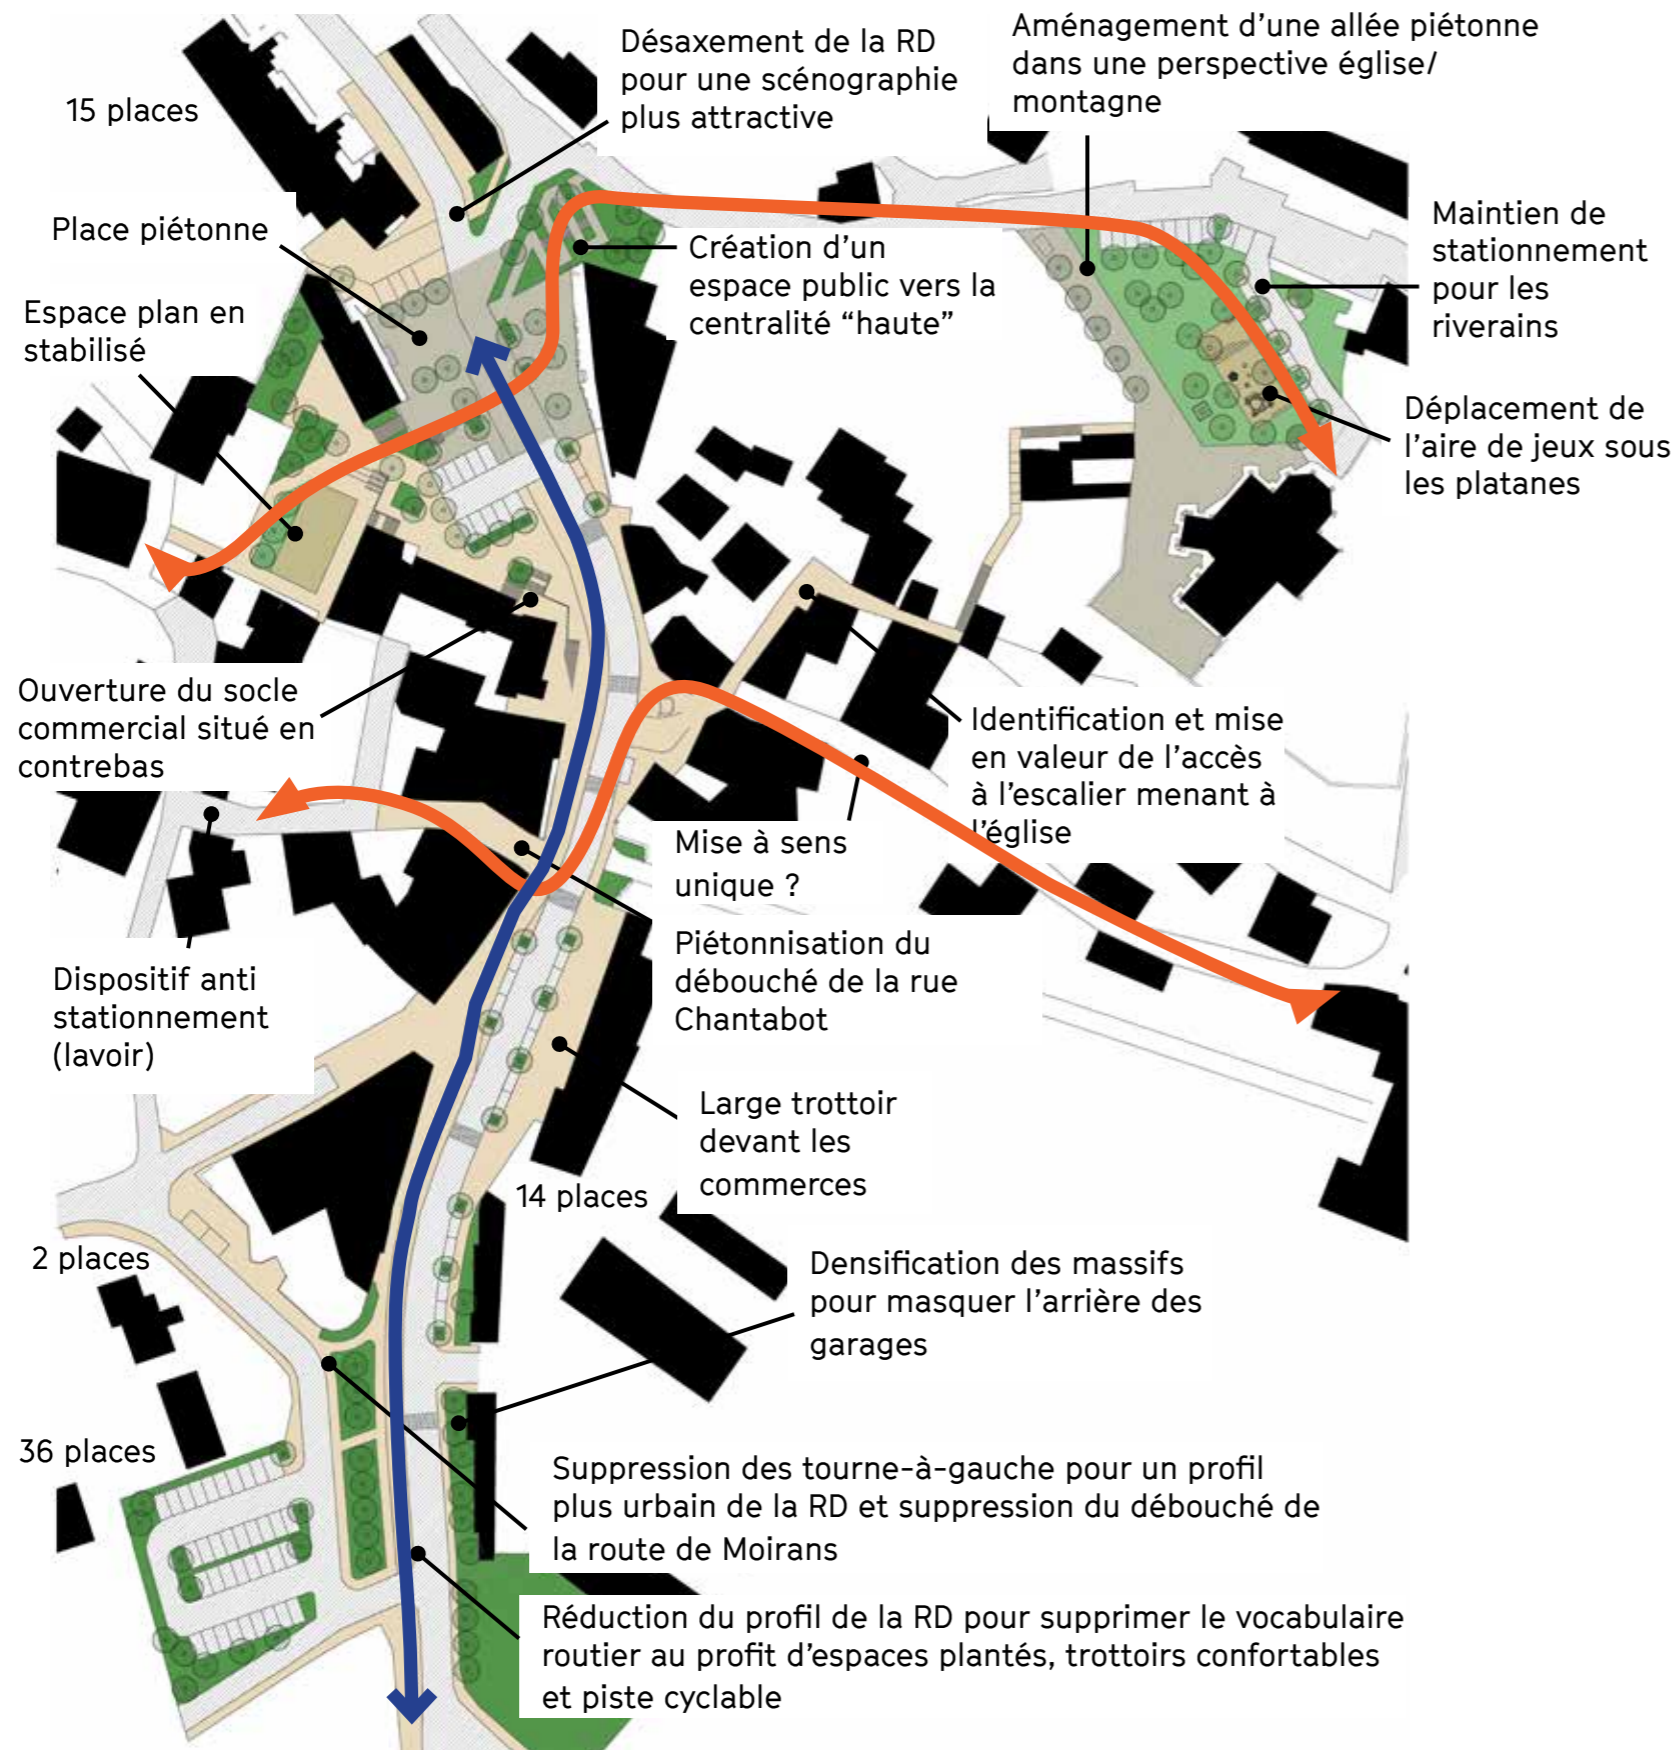 Désaxement de la RD
pour une scénographie
plus attractive
Aménagement d'une allée piétonne
dans une perspective église/
montagne
15 places
Place piétonne
Création d'un
espace public vers la
centralité “haute”
Maintien de
stationnement
pour les
riverains
Espace plan en
stabilisé
Déplacement de
l'aire de jeux sous
les platanes
Ouverture du socle
commercial situé en
contrebas
Identification et mise
en valeur de l'accès
à l'escalier menant à
l'église
Mise à sens
unique ?
Piétonnisation du
débouché de la rue
Chantabot
Dispositif anti
stationnement
(lavoir)
Large trottoir
devant les
commerces
14 places
2 places
Densification des massifs
pour masquer l'arrière des
garages
36 places
Suppression des tourne-à-gauche pour un profil
plus urbain de la RD et suppression du débouché de
la route de Moirans
Réduction du profil de la RD pour supprimer le vocabulaire
routier au profit d'espaces plantés, trottoirs confortables
et piste cyclable